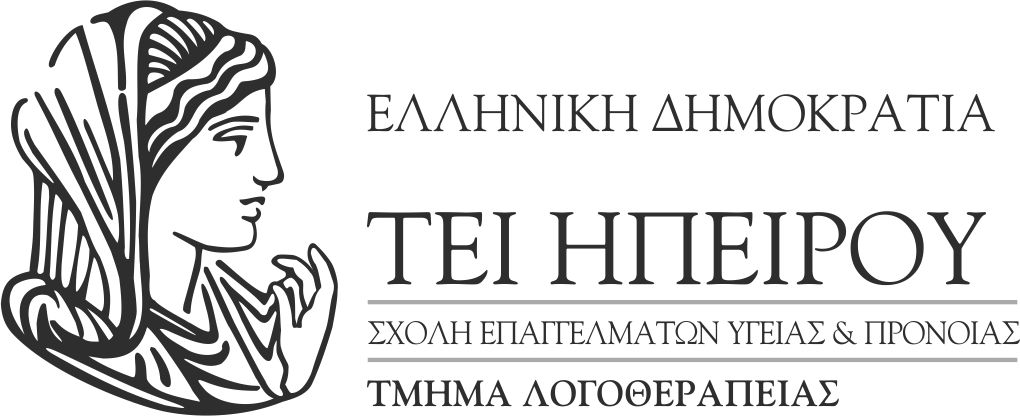 ΕΛΛΗΝΙΚΗ ΔΗΜΟΚΡΑΤΙΑ
ΤΕΙ ΗΠΕΙΡΟΥ
ΣΧΟΛΗ ΕΠΑΓΓΕΛΜΑΤΩΝ ΥΓΕΙΑΣ & ΠΡΟΝΟΙΑΣ
ΤΜΗΜΑ ΛΟΓΟΘΕΡΑΠΕΙΑΣ